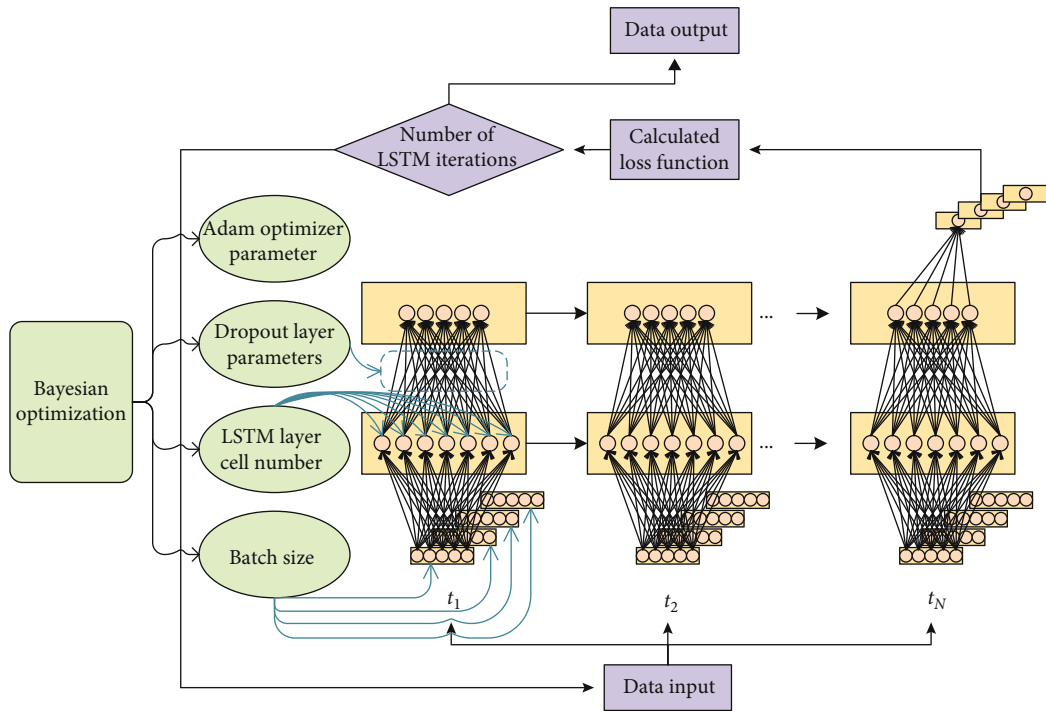 Data output
Number of
LSTM iterations
Calculated
loss function
Adam optimizer
parameter
Dropout layer
parameters
...
Bayesian
optimization
LSTM layer
cell number
...
Batch size
t1
t2
tN
Data input